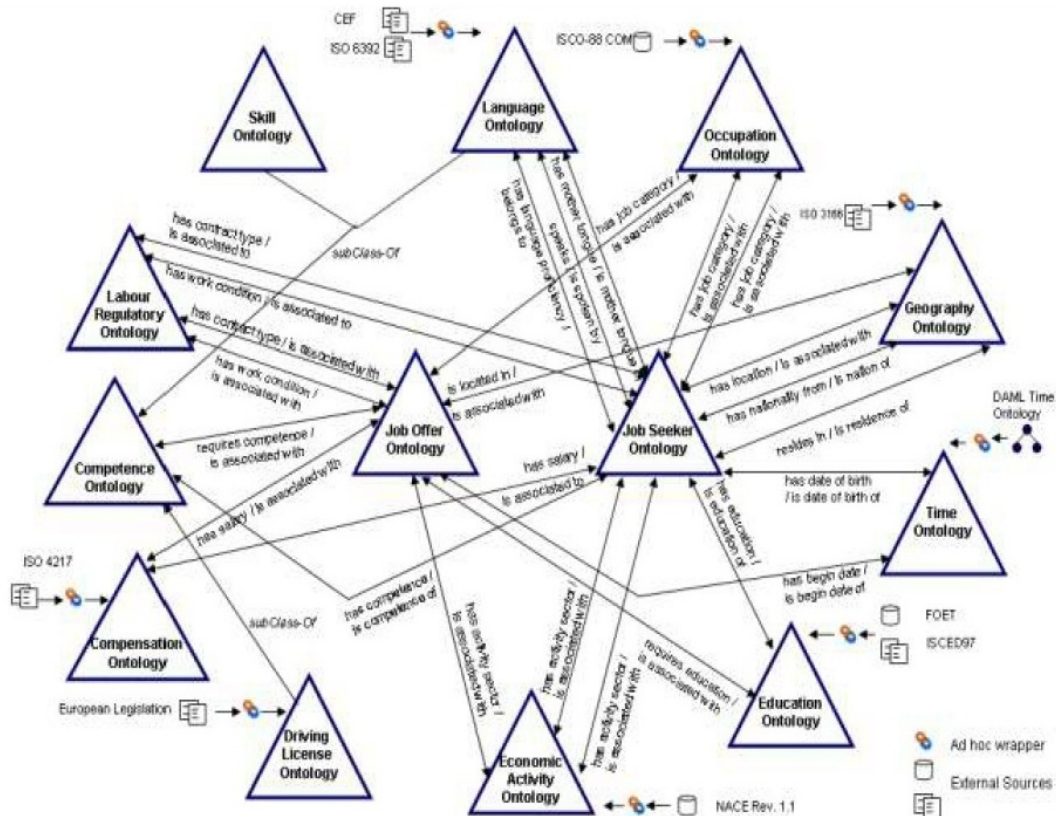 CEF
ISO 6392
ISCO-88 COM
Skill
Ontology
Language
Ontology
Occupation
Ontology
ISO 3166
has contract type /
is associated to
subClass-Of
has language proficiency /
belongs to
speaks / is spoken by
has mother tongue / is mother tongue
has job category /
is associated with
has job category /
is associated with
has job category /
is associated with
Labour
Regulatory
Ontology
has work condition / is associated to
has contract type / is associated with
has work condition /
is associated with
Geography
Ontology
is located in /
is associated with
has location / is associated with
has nationality from / is nation of
resides in / is residence of
DAML Time
Ontology
Competence
Ontology
requires competence /
is associated with
Job Offer
Ontology
Job Seeker
Ontology
has salary /
is associated to
has date of birth
/ is date of birth of
Time
Ontology
has salary / is associated with
has education /
is education of
ISO 4217
Compensation
Ontology
subClass-Of
has competence /
is competence of
has activity sector /
is associated with
has activity sector /
is associated with
has activity sector /
is associated with
has begin date /
is begin date of
requires education /
is associated with
FOET
ISCED97
Education
Ontology
European Legislation
Driving
License
Ontology
Economic
Activity
Ontology
NACE Rev. 1.1
Ad hoc wrapper
External Sources